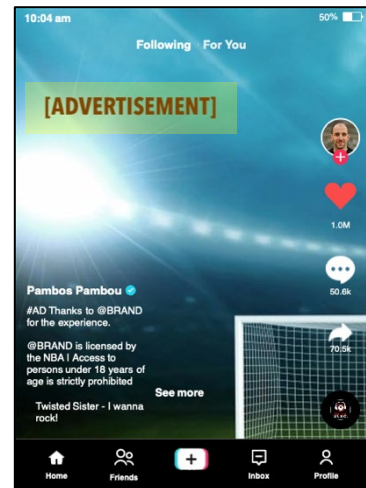 10:04 am
50%
Following
For You
[ADVERTISEMENT]
1.0M
50.6k
70.5k
Pambos Pambou
#AD Thanks to @BRAND
for the experience.
@BRAND is licensed by
the NBA I Access to
persons under 18 years of
age is strictly prohibited
See more
Twisted Sister - I wanna
rock!
Home
Friends
Inbox
Profile